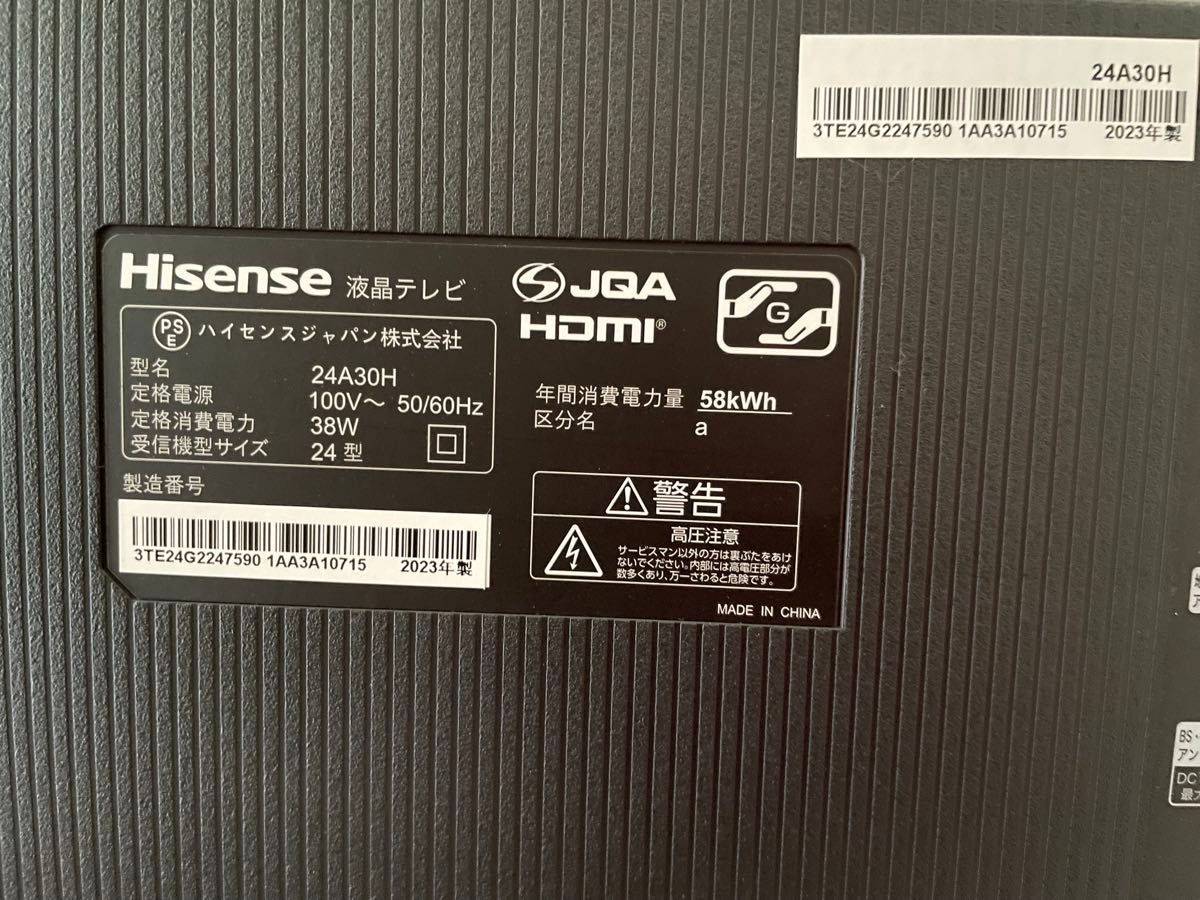 24A30H
3TE24G2247590 1AA3A10715 2023年製
Hisense 液晶テレビ
PSE ハイセンスジャパン株式会社
型名 24A30H
定格電源 100V～ 50/60Hz
定格消費電力 38W
受信機型サイズ 24型
製造番号
3TE24G2247590 1AA3A10715 2023年製
JQA
HDMI®
G
年間消費電力量 58kWh
区分名 a
警告
高圧注意
サービスマン以外の方は裏ぶたをあけ
ないでください。内部には高電圧部分が
数多くあり、万一さわると危険です。
MADE IN CHINA
BS・
アン
DC
最大